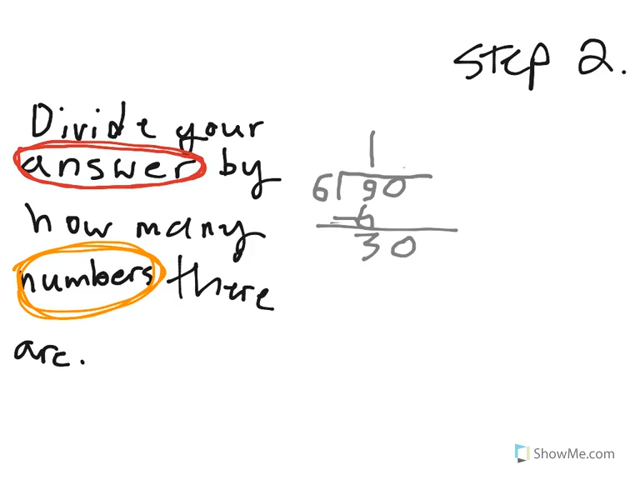 STEP 2.
Divide your
answer by
how many
numbers there
are.
1
6 90
-6
30
ShowMe.com